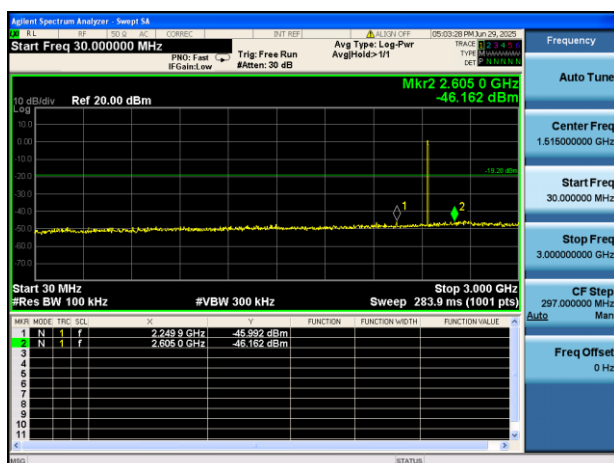 Agilent Spectrum Analyzer - Swept SA
RL RF 50 Ω AC CORREC INT REF ALIGN OFF 05:03:28 PM Jun 29, 2025
Start Freq 30.000000 MHz
PNO: Fast
IFGain:Low
Trig: Free Run
#Atten: 30 dB
Avg Type: Log-Pwr
Avg|Hold:>1/1
TRACE 1 2 3 4 5 6
TYPE M
DET P N N N N N
Mkr2 2.605 0 GHz
-46.162 dBm
10 dB/div
Log
Ref 20.00 dBm
10.0
0.00
-10.0
-20.0
-30.0
-40.0
-50.0
-60.0
-70.0
1
2
Start 30 MHz
Stop 3.000 GHz
#Res BW 100 kHz
#VBW 300 kHz
Sweep 283.9 ms (1001 pts)
MKR MODE TRC SCL X Y FUNCTION FUNCTION WIDTH FUNCTION VALUE
1 N 1 f 2.249 9 GHz -45.992 dBm
2 N 1 f 2.605 0 GHz -46.162 dBm
3
4
5
6
7
8
9
10
11
MSG
STATUS
Frequency
Auto Tune
Center Freq
1.515000000 GHz
Start Freq
30.000000 MHz
Stop Freq
3.000000000 GHz
CF Step
297.000000 MHz
Auto Man
Freq Offset
0 Hz